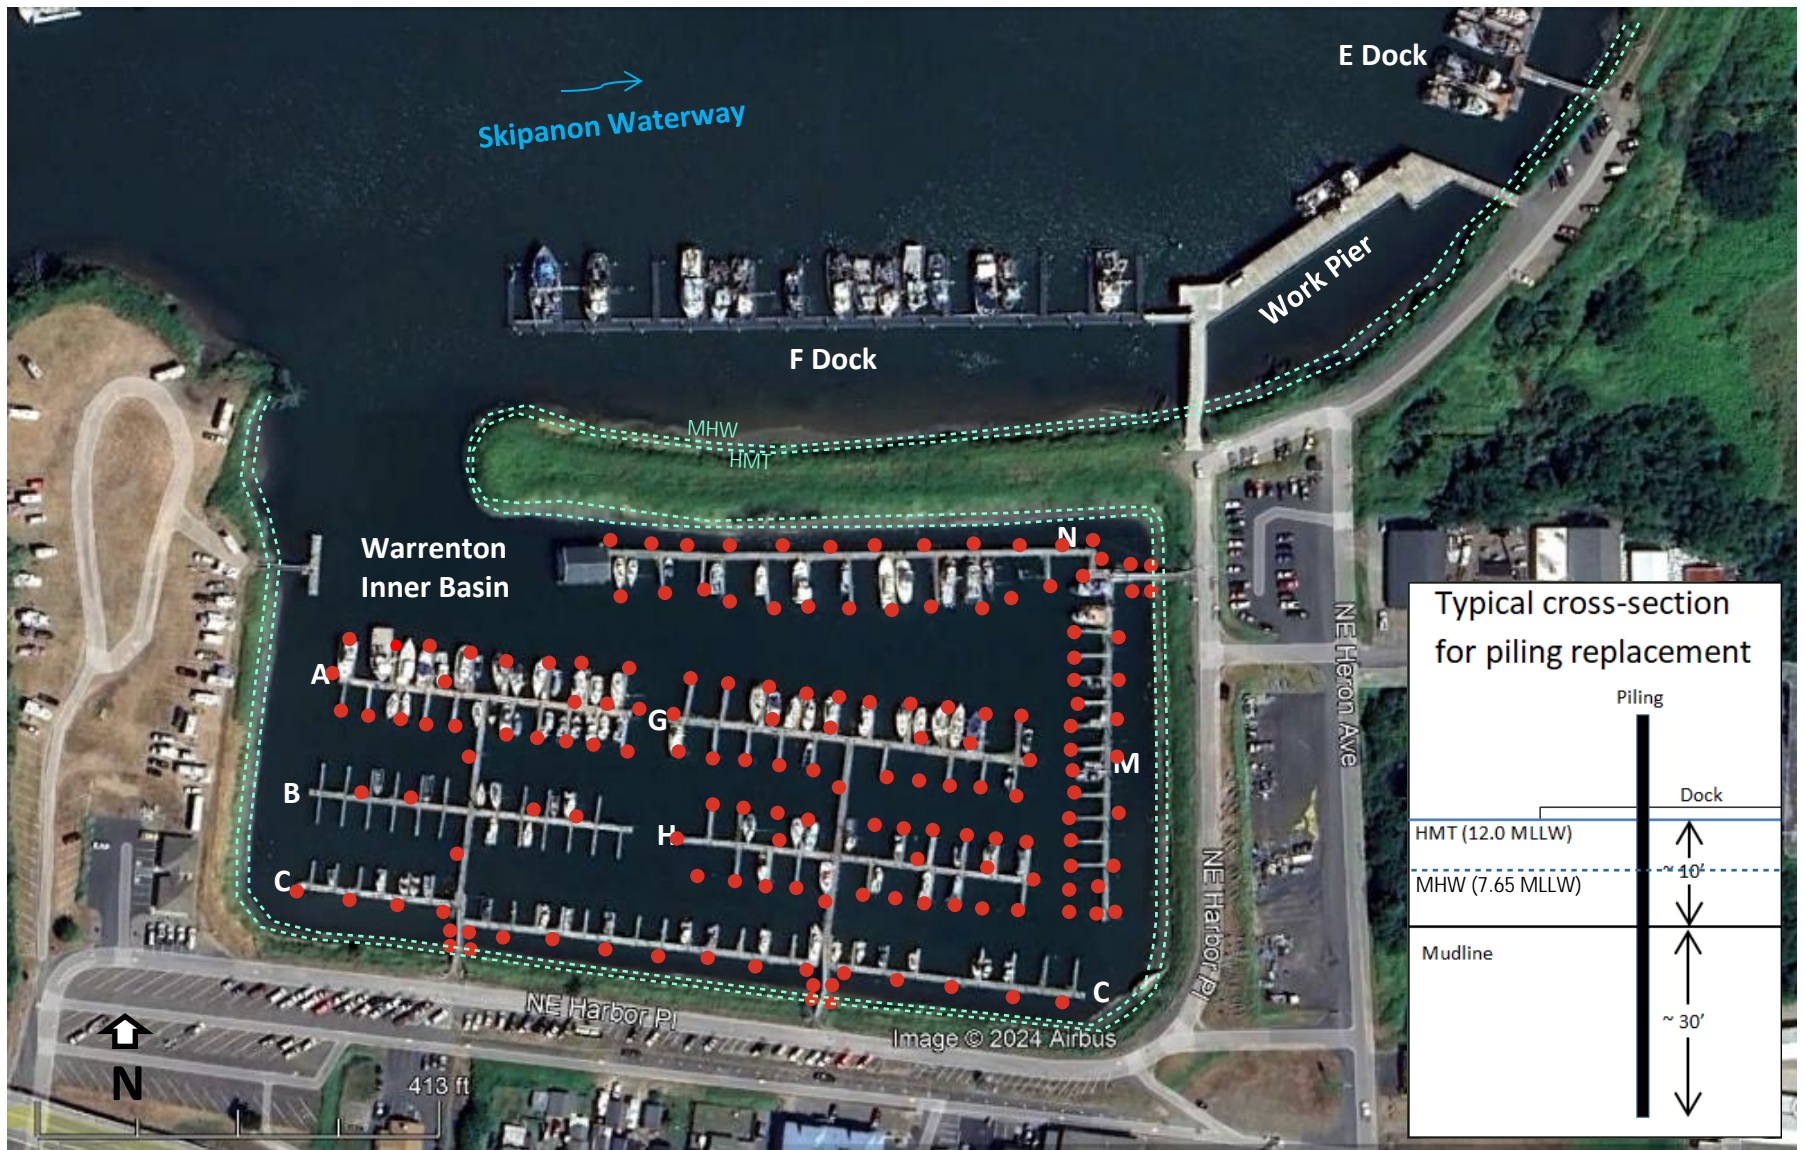 E Dock
Skipanon Waterway
Work Pier
F Dock
MHW
HMT
Warrenton
Inner Basin
N
A
G
M
B
H
C
C
NE Heron Ave
NE Harbor Pl
NE Harbor Pl
Image © 2024 Airbus
N
413 ft
Typical cross-section
for piling replacement
Piling
Dock
HMT (12.0 MLLW)
~ 10'
MHW (7.65 MLLW)
Mudline
~ 30'